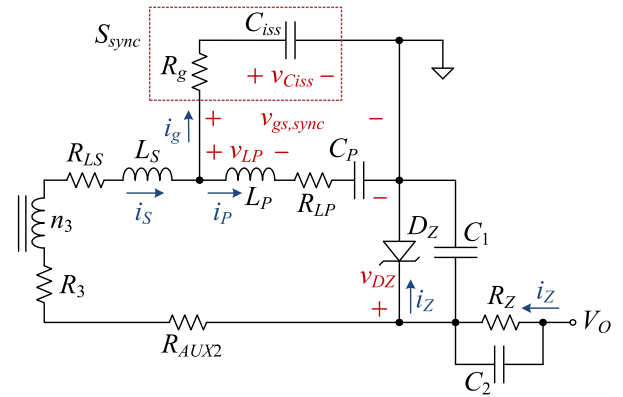 C_iss
S_sync
R_g
+ v_Ciss −
i_g
+ v_gs,sync −
+ v_LP −
C_P
R_LS
L_S
i_S
i_P
L_P
R_LP
−
n_3
D_Z
C_1
R_3
v_DZ
i_Z
R_Z
i_Z
+
V_O
R_AUX2
C_2